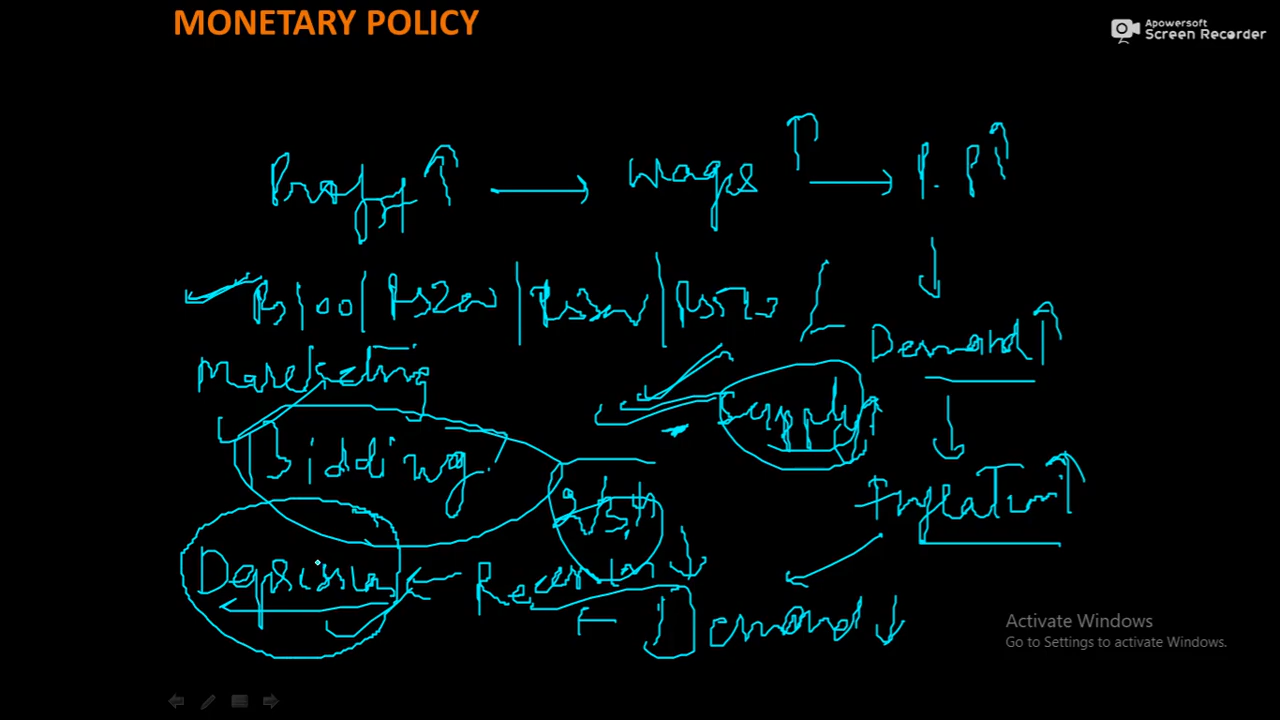 MONETARY POLICY
Apowersoft
Screen Recorder
Profit ↑ → wages ↑ → P. P ↑
↓
Rs 100 | Rs 200 | Rs 300 | Rs 500
Demand ↑
Mareketing
Supply ↑
↓
bidding
Inflation ↑
Depression ← Recession ↓
← Demand ↓
Activate Windows
Go to Settings to activate Windows.